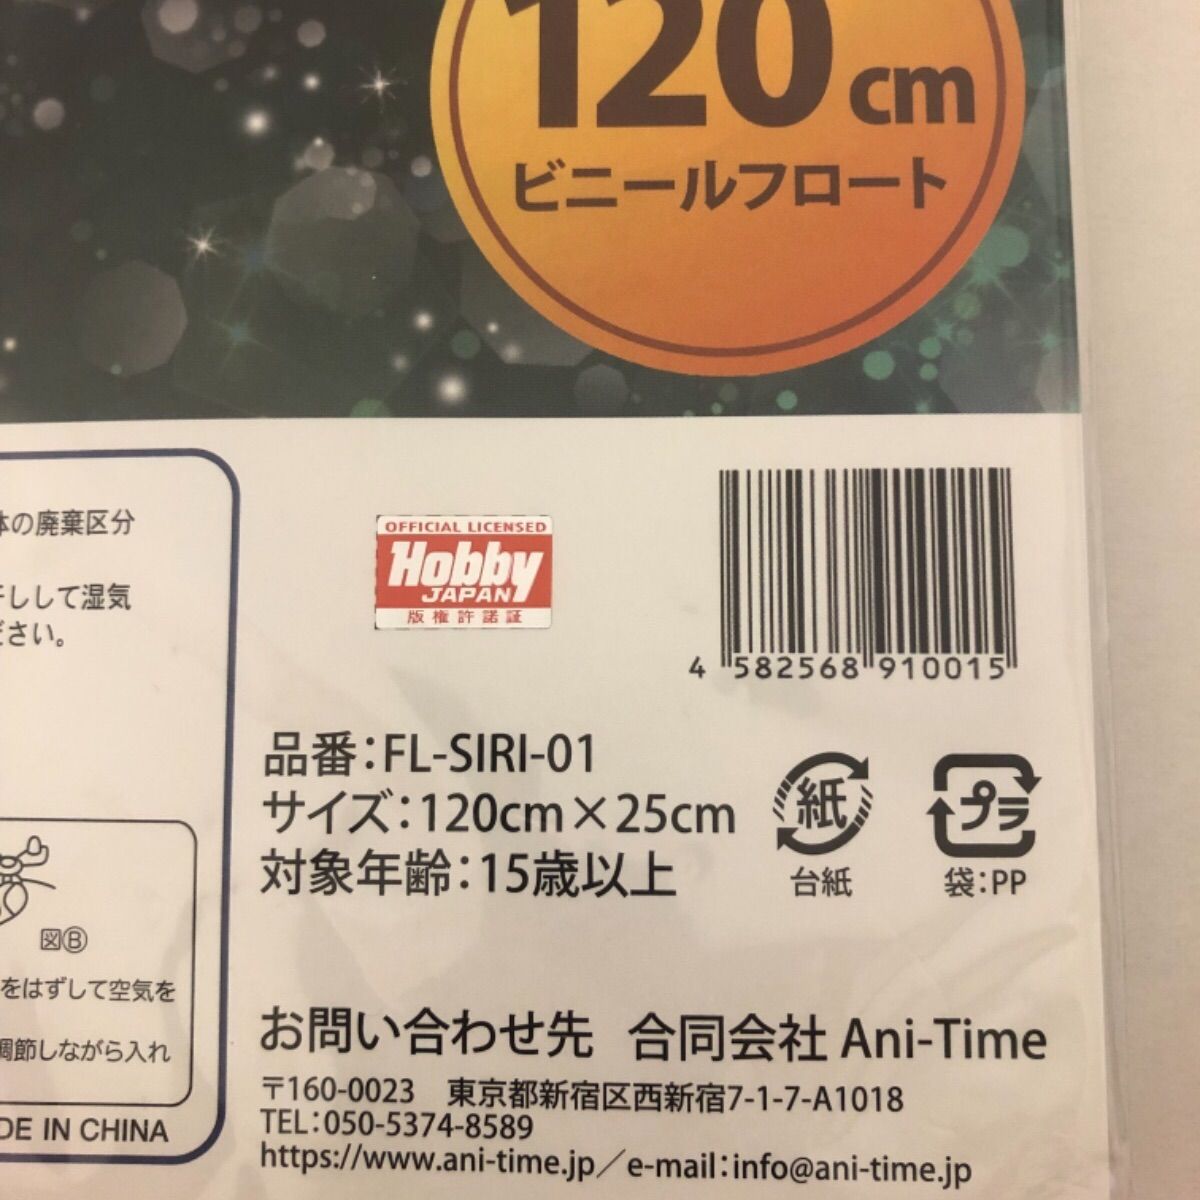 120cm
ビニールフロート
体の廃棄区分
干しして湿気
ださい。
OFFICIAL LICENSED
Hobby
JAPAN
版権許諾証
4 582568 910015
品番:FL-SIRI-01
サイズ:120cm×25cm
対象年齢:15歳以上
紙
台紙
プラ
袋:PP
図Ⓑ
をはずして空気を
調節しながら入れ
DE IN CHINA
お問い合わせ先 合同会社 Ani-Time
〒160-0023 東京都新宿区西新宿7-1-7-A1018
TEL:050-5374-8589
https://www.ani-time.jp/e-mail:info@ani-time.jp